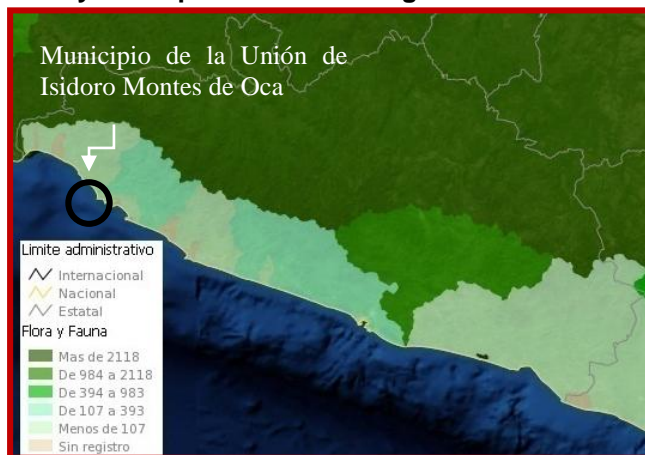 Municipio de la Unión de
Isidoro Montes de Oca
Limite administrativo
Internacional
Nacional
Estatal
Flora y Fauna
Mas de 2118
De 984 a 2118
De 394 a 983
De 107 a 393
Menos de 107
Sin registro